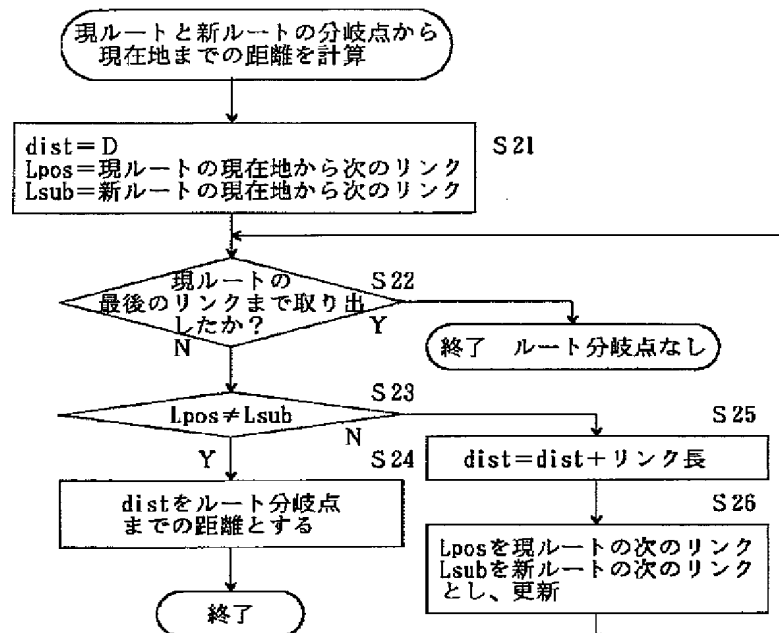 現ルートと新ルートの分岐点から
現在地までの距離を計算
dist=D
Lpos=現ルートの現在地から次のリンク
Lsub=新ルートの現在地から次のリンク
S21
現ルートの
最後のリンクまで取り出
したか？
S22
N
Y
終了 ルート分岐点なし
Lpos≠Lsub
S23
Y
N
S24
distをルート分岐点
までの距離とする
終了
S25
dist=dist+リンク長
S26
Lposを現ルートの次のリンク
Lsubを新ルートの次のリンク
とし、更新